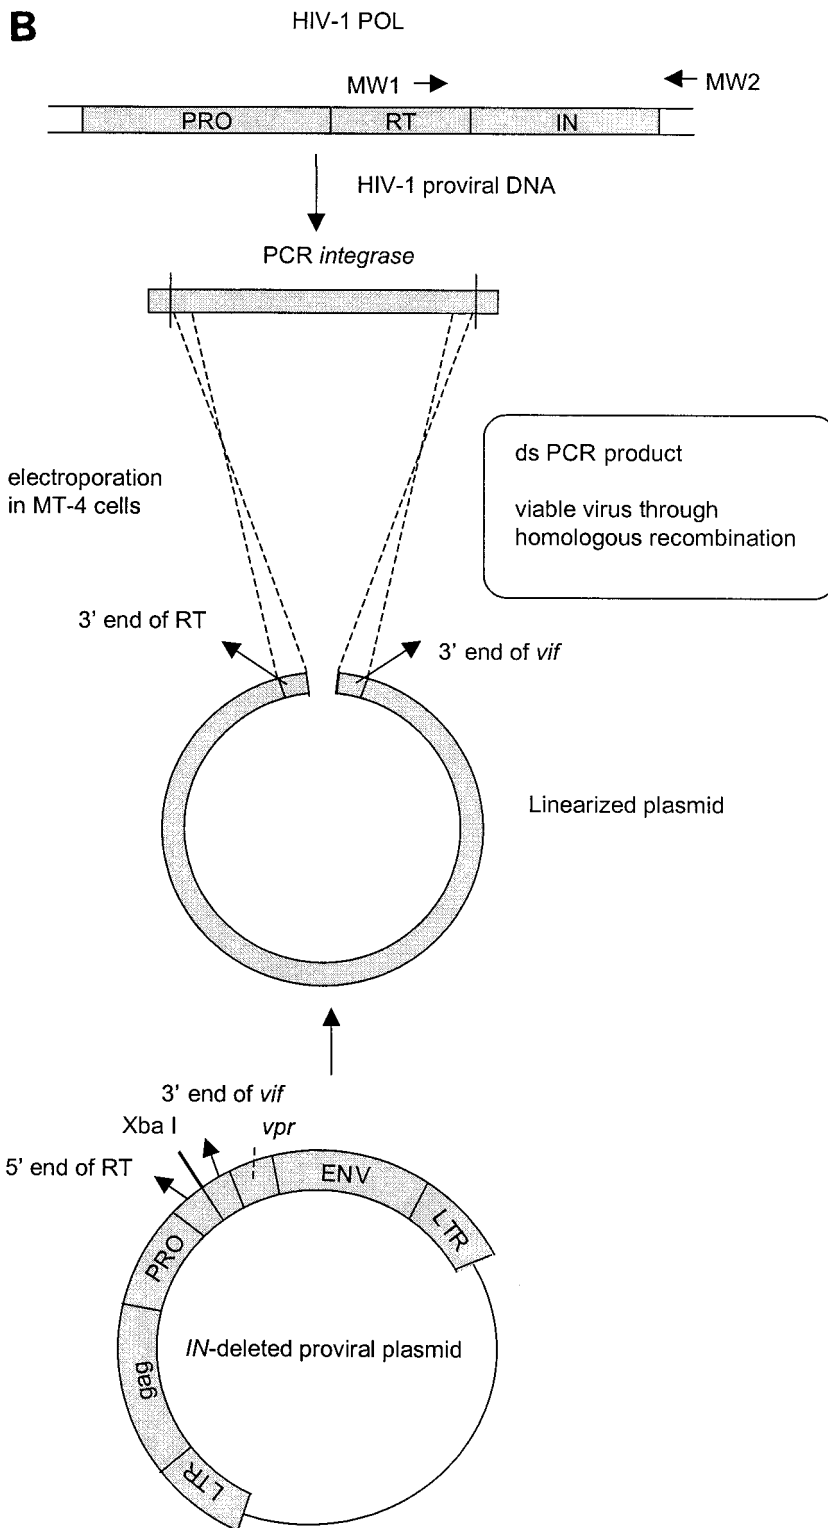 B
HIV-1 POL
MW1
MW2
PRO RT IN
HIV-1 proviral DNA
PCR integrase
ds PCR product
viable virus through
homologous recombination
electroporation
in MT-4 cells
3' end of RT
3' end of vif
Linearized plasmid
3' end of vif
Xba I
vpr
5' end of RT
ENV
LTR
PRO
IN-deleted proviral plasmid
gag
LTR